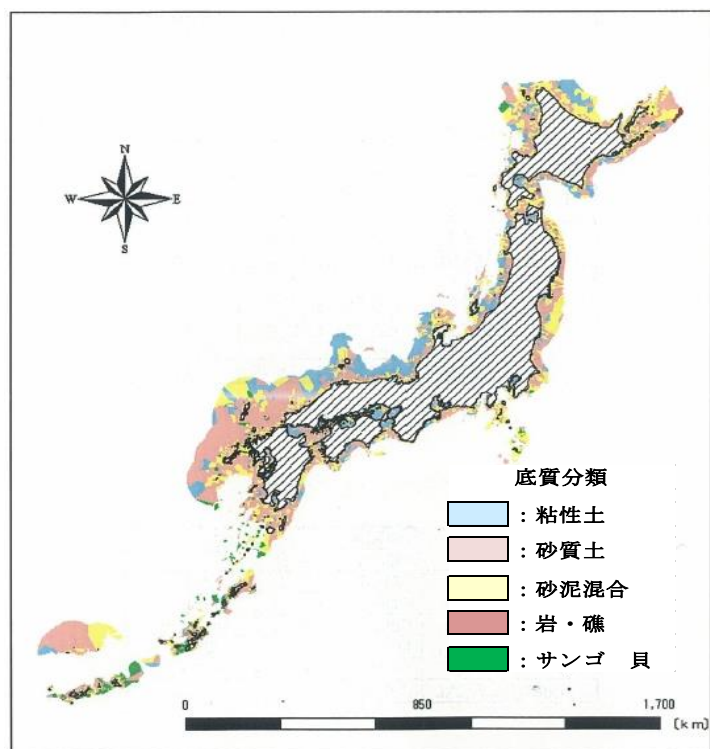 N
W E
S
底質分類
：粘性土
：砂質土
：砂泥混合
：岩・礁
：サンゴ 貝
0 850 1,700
(km)